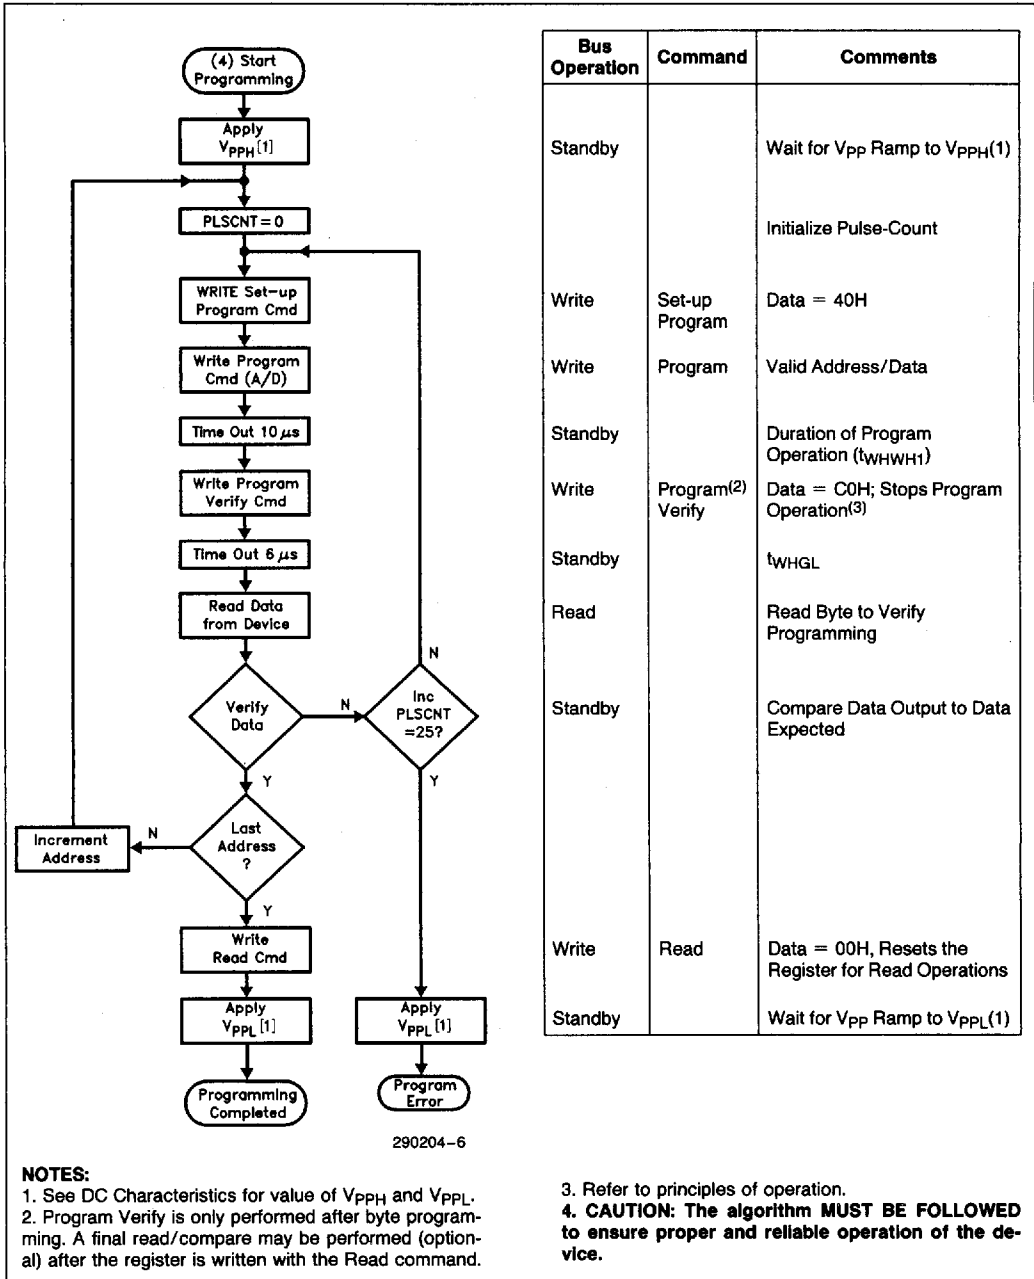 (4) Start
Programming
Apply
VPPH[1]
PLSCNT = 0
WRITE Set-up
Program Cmd
Write Program
Cmd (A/D)
Time Out 10 μs
Write Program
Verify Cmd
Time Out 6 μs
Read Data
from Device
Verify
Data
N
Inc
PLSCNT
=25?
N
Y
Y
Last
Address
?
N
Increment
Address
Y
Write
Read Cmd
Apply
VPPL[1]
Programming
Completed
Apply
VPPL[1]
Program
Error
290204-6
Bus
Operation
Command
Comments
Standby
Wait for VPP Ramp to VPPH(1)
Initialize Pulse-Count
Write
Set-up
Program
Data = 40H
Write
Program
Valid Address/Data
Standby
Duration of Program
Operation (tWHWH1)
Write
Program(2)
Verify
Data = C0H; Stops Program
Operation(3)
Standby
tWHGL
Read
Read Byte to Verify
Programming
Standby
Compare Data Output to Data
Expected
Write
Read
Data = 00H, Resets the
Register for Read Operations
Standby
Wait for VPP Ramp to VPPL(1)
NOTES:
1. See DC Characteristics for value of VPPH and VPPL.
2. Program Verify is only performed after byte program-
ming. A final read/compare may be performed (option-
al) after the register is written with the Read command.
3. Refer to principles of operation.
4. CAUTION: The algorithm MUST BE FOLLOWED
to ensure proper and reliable operation of the de-
vice.